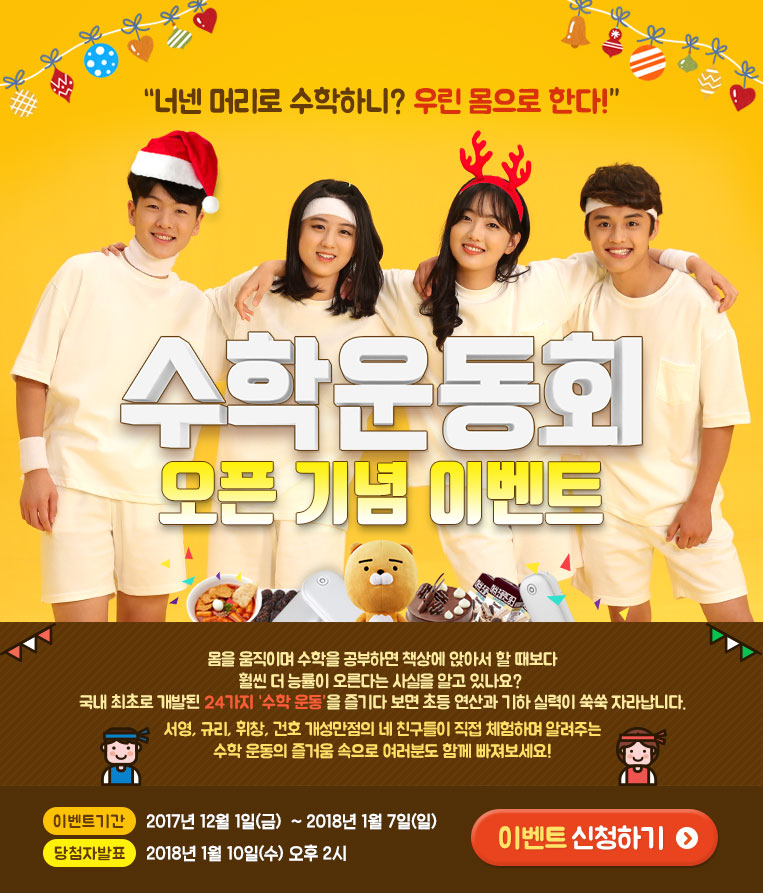 “너넨 머리로 수학하니? 우린 몸으로 한다!”
수학운동회
오픈 기념 이벤트
몸을 움직이며 수학을 공부하면 책상에 앉아서 할 때보다
훨씬 더 능률이 오른다는 사실을 알고 있나요?
국내 최초로 개발된 24가지 '수학 운동'을 즐기다 보면 초등 연산과 기하 실력이 쑥쑥 자라납니다.
서영, 규리, 휘창, 건호 개성만점의 네 친구들이 직접 체험하며 알려주는
수학 운동의 즐거움 속으로 여러분도 함께 빠져보세요!
이벤트기간 2017년 12월 1일(금) ~ 2018년 1월 7일(일)
당첨자발표 2018년 1월 10일(수) 오후 2시
이벤트 신청하기